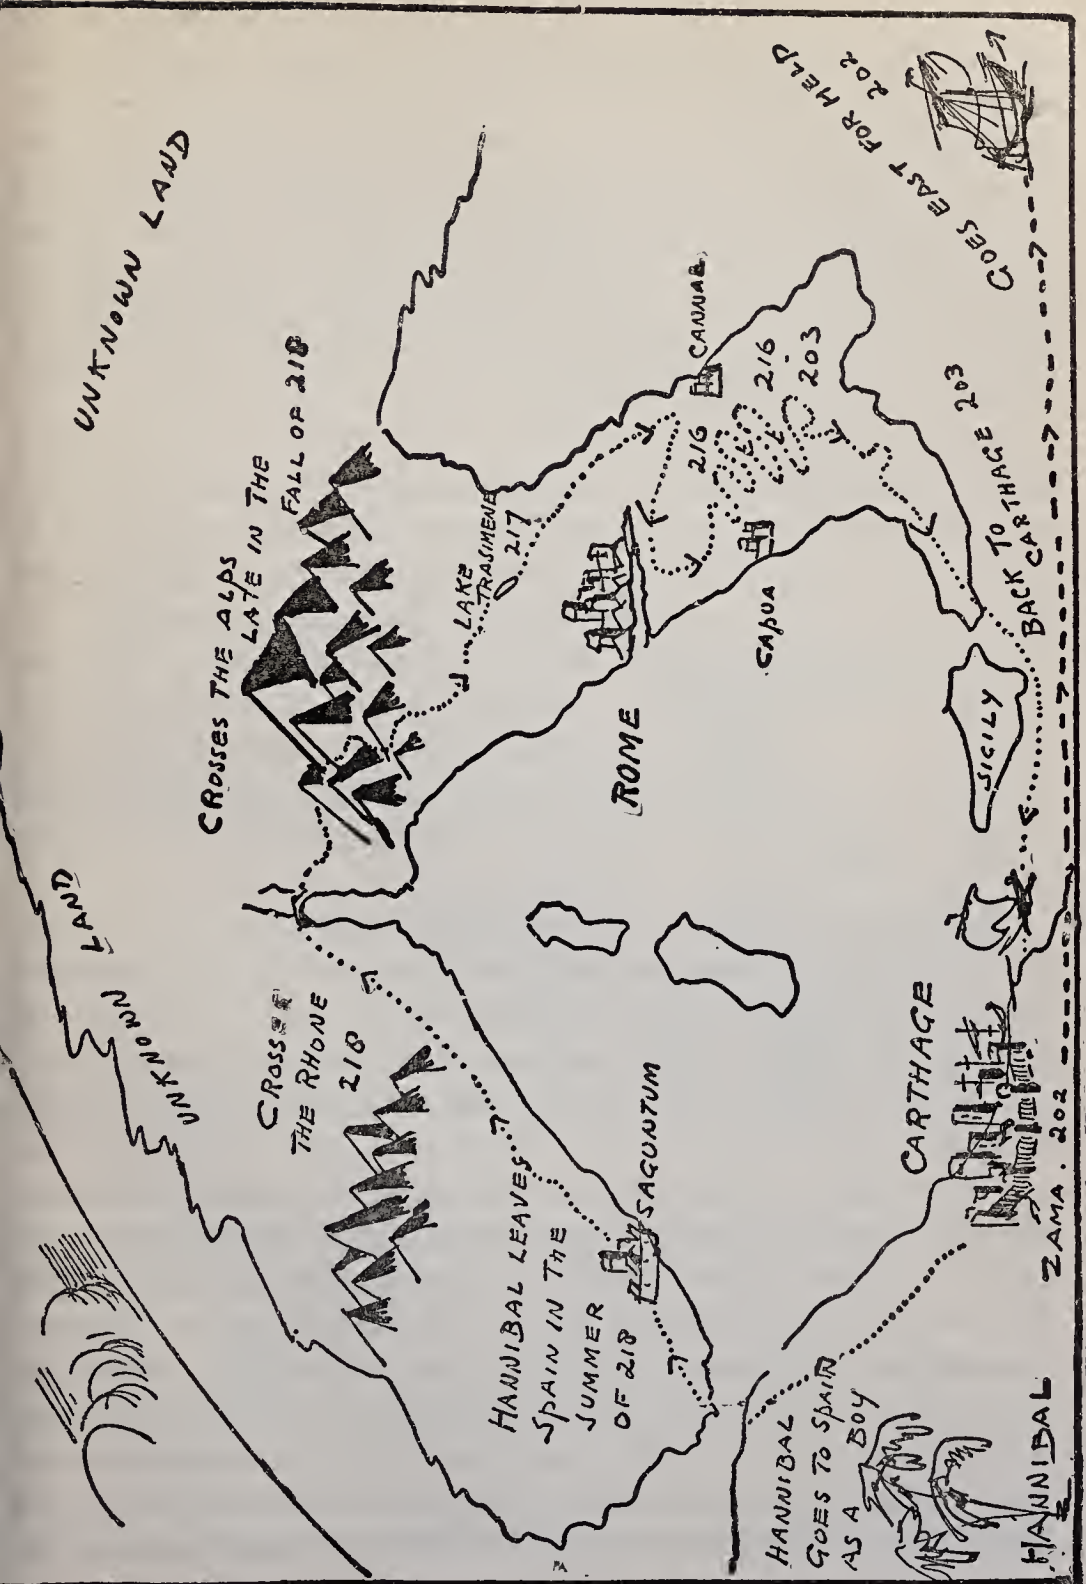 UNKNOWN LAND
UNKNOWN LAND
CROSSES THE ALPS
LATE IN THE
FALL OF 218
CROSSES
THE RHONE
218
HANNIBAL LEAVES
SPAIN IN THE
SUMMER
OF 218
SAGUNTUM
LAKE
TRASIMENE
217
ROME
CANNAE
216
216
-
203
CAPUA
GOES EAST FOR HELP
202
SICILY
BACK TO
CARTHAGE 203
CARTHAGE
ZAMA. 202
HANNIBAL
GOES TO SPAIN
AS A BOY
HANNIBAL